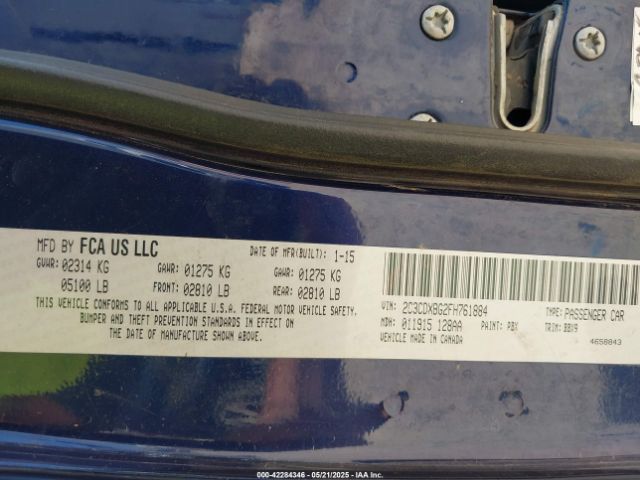 MFD BY FCA US LLC
DATE OF MFR(BUILT): 1-15
GVWR: 02314 KG
GAWR: 01275 KG
GAWR: 01275 KG
05100 LB
FRONT: 02810 LB
REAR: 02810 LB
THIS VEHICLE CONFORMS TO ALL APPLICABLE U.S.A. FEDERAL MOTOR VEHICLE SAFETY,
BUMPER AND THEFT PREVENTION STANDARDS IN EFFECT ON
THE DATE OF MANUFACTURE SHOWN ABOVE.
VIN: 2C3CDXBG2FH761884
TYPE: PASSENGER CAR
MDH: 011915 128AA
PAINT: PBX
TRIM: BBX9
VEHICLE MADE IN CANADA
4658843
000-42284346 - 05/21/2025 - IAA Inc.